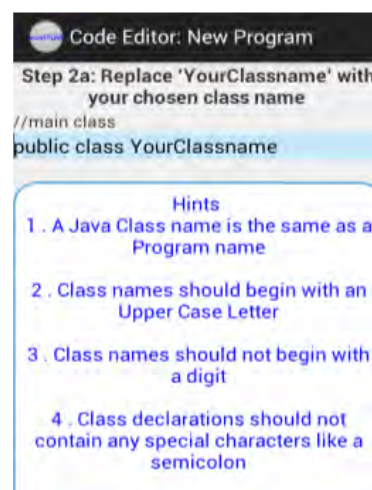 Code Editor: New Program
Step 2a: Replace 'YourClassname' with
your chosen class name
//main class
public class YourClassname
Hints
1 . A Java Class name is the same as a
Program name
2 . Class names should begin with an
Upper Case Letter
3 . Class names should not begin with
a digit
4 . Class declarations should not
contain any special characters like a
semicolon